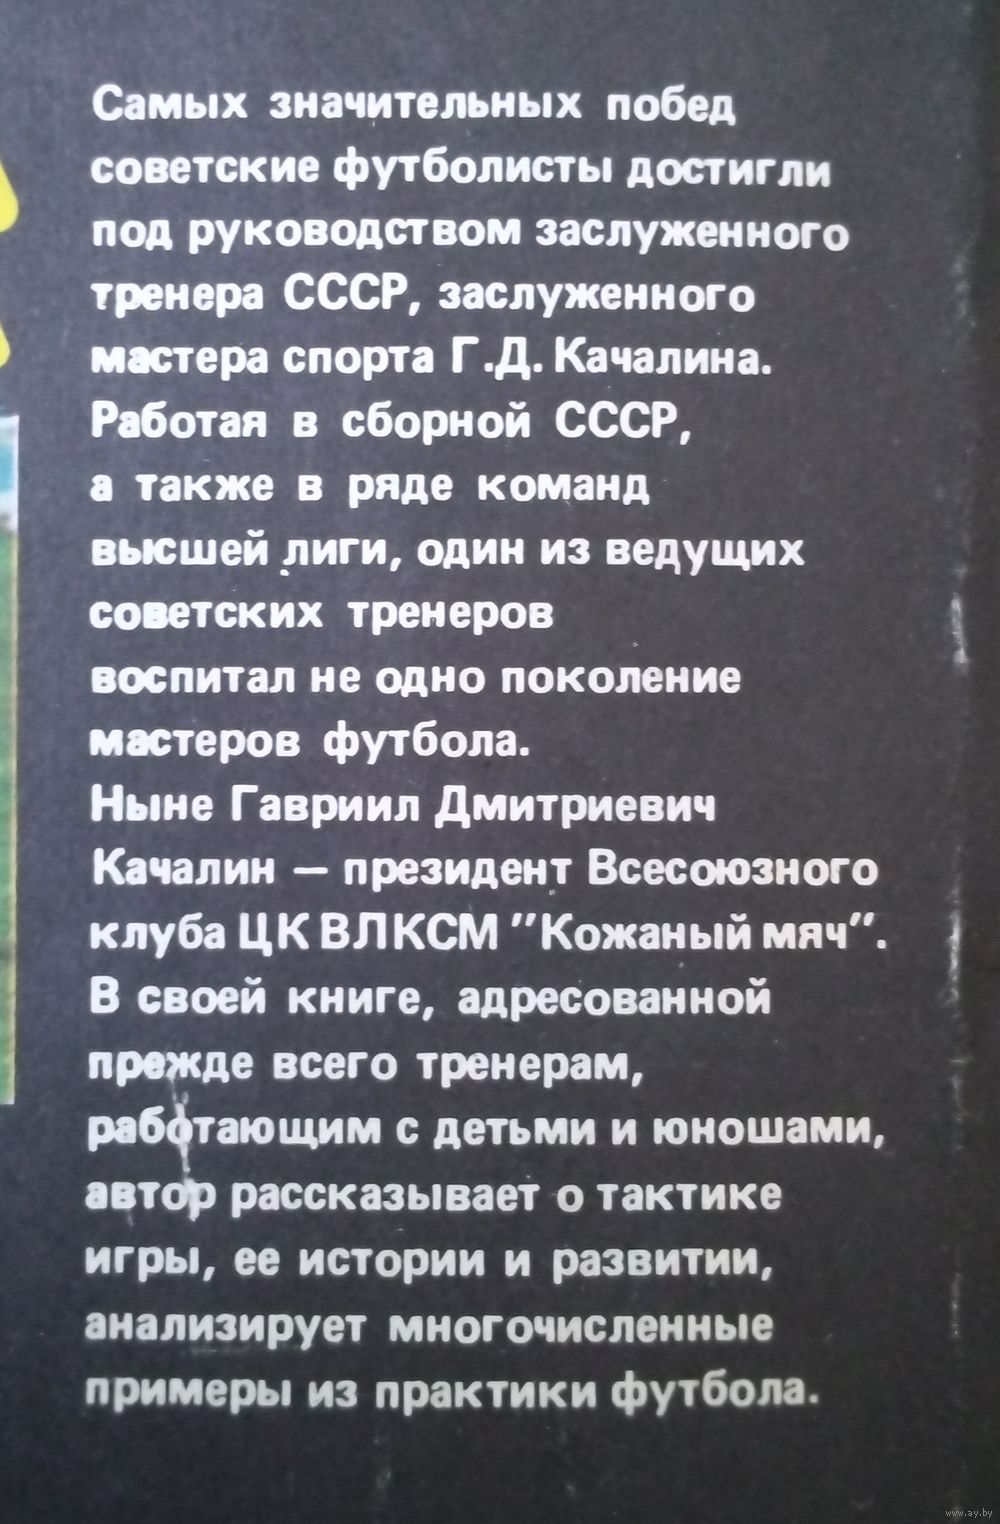 Самых значительных побед
советские футболисты достигли
под руководством заслуженного
тренера СССР, заслуженного
мастера спорта Г.Д. Качалина.
Работая в сборной СССР,
а также в ряде команд
высшей лиги, один из ведущих
советских тренеров
воспитал не одно поколение
мастеров футбола.
Ныне Гавриил Дмитриевич
Качалин — президент Всесоюзного
клуба ЦК ВЛКСМ "Кожаный мяч".
В своей книге, адресованной
прежде всего тренерам,
работающим с детьми и юношами,
автор рассказывает о тактике
игры, ее истории и развитии,
анализирует многочисленные
примеры из практики футбола.
www.ay.by